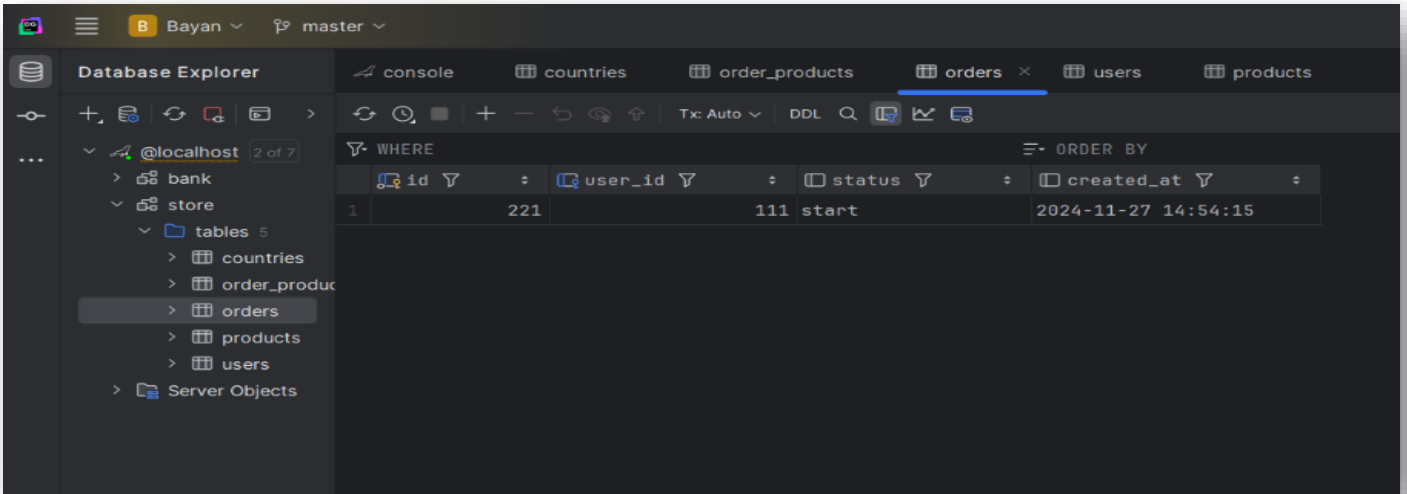 B Bayan master
Database Explorer
console countries order_products orders users products
Tx: Auto DDL
@localhost 2 of 7
bank
store
tables 5
countries
order_produc
orders
products
users
Server Objects
WHERE ORDER BY
id user_id status created_at
1 221 111 start 2024-11-27 14:54:15